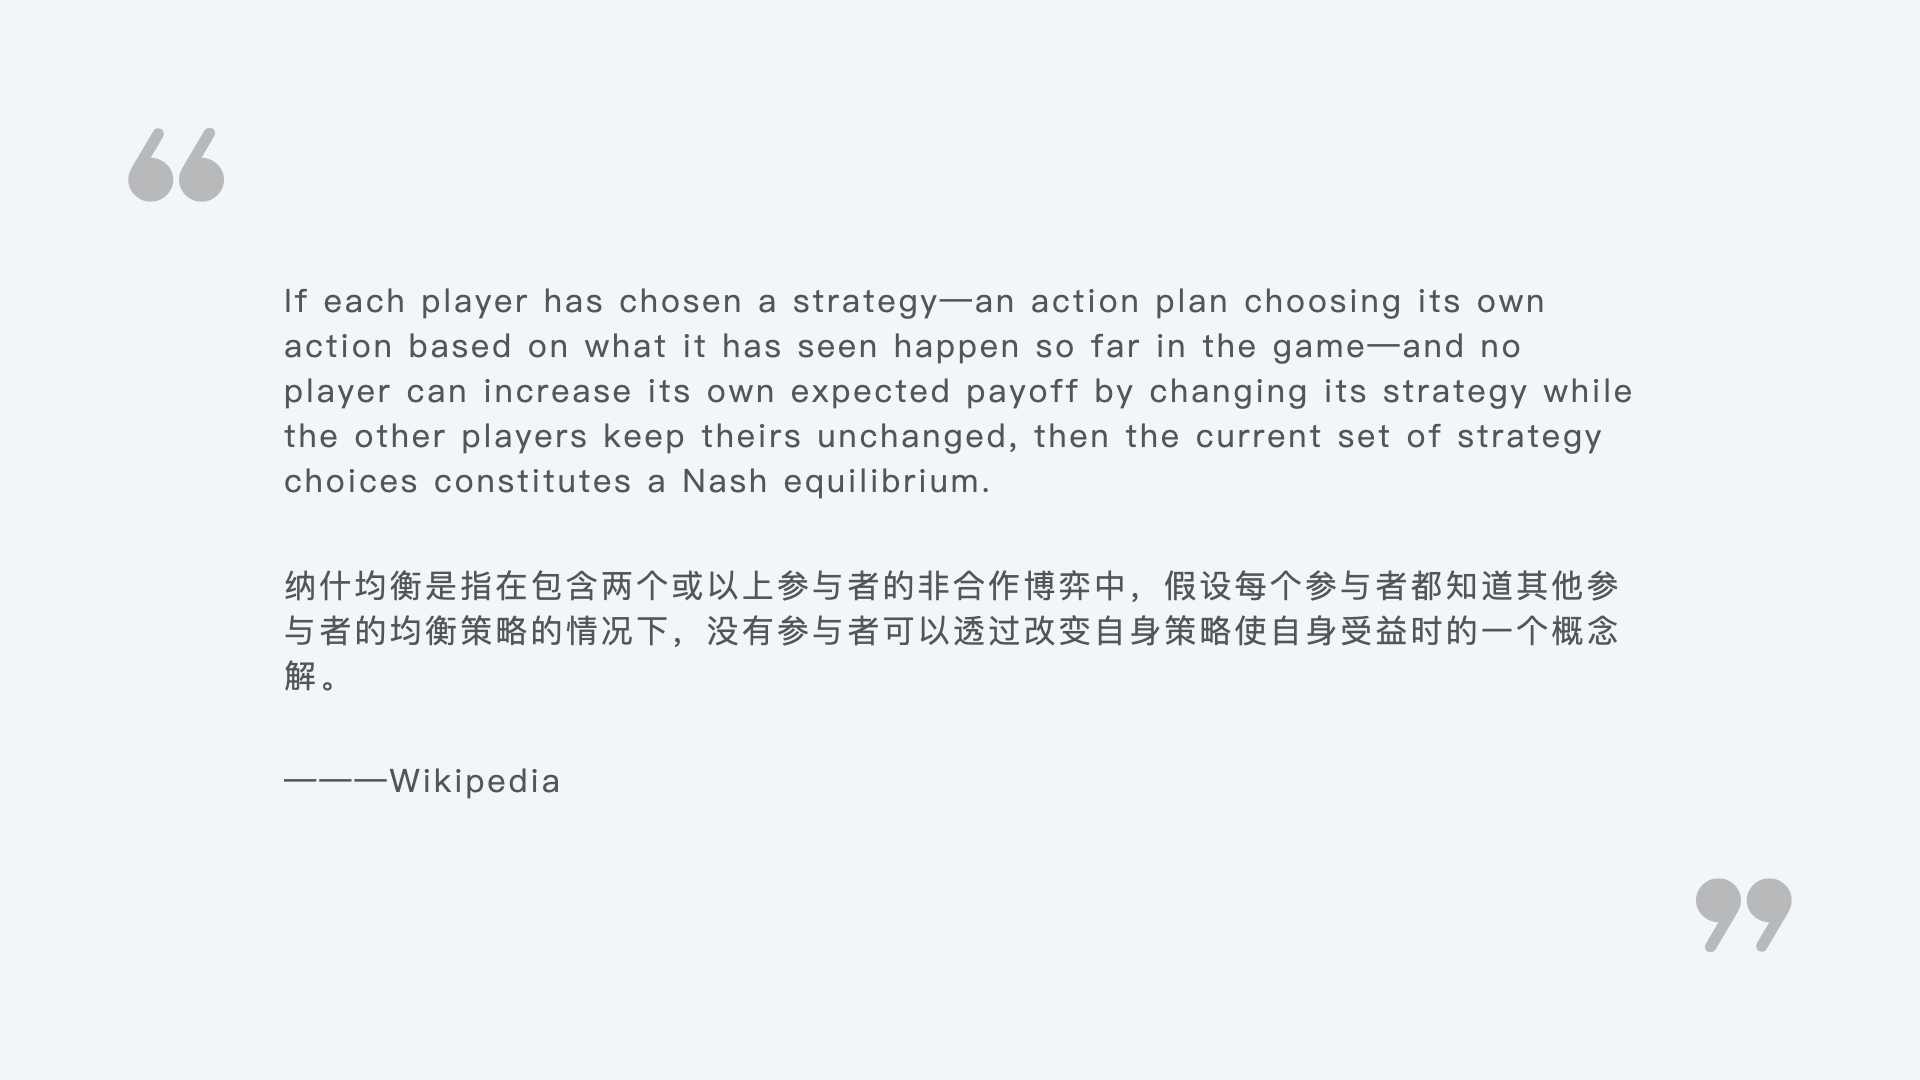 If each player has chosen a strategy—an action plan choosing its own
action based on what it has seen happen so far in the game—and no
player can increase its own expected payoff by changing its strategy while
the other players keep theirs unchanged, then the current set of strategy
choices constitutes a Nash equilibrium.
纳什均衡是指在包含两个或以上参与者的非合作博弈中，假设每个参与者都知道其他参
与者的均衡策略的情况下，没有参与者可以透过改变自身策略使自身受益时的一个概念
解。
———Wikipedia